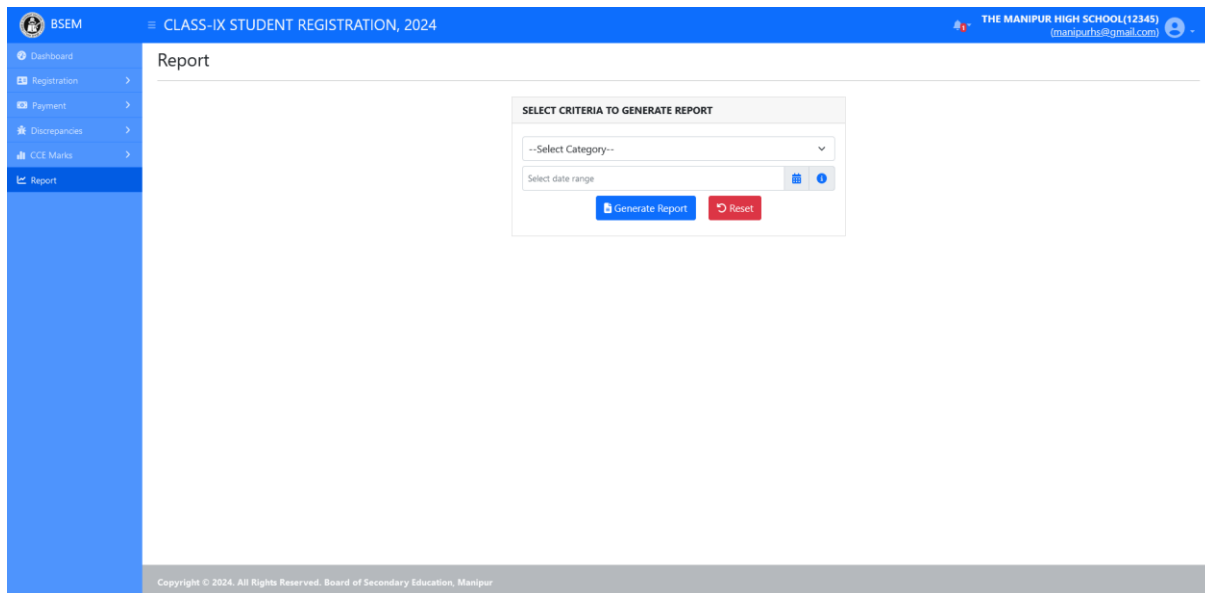 BSEM
CLASS-IX STUDENT REGISTRATION, 2024
THE MANIPUR HIGH SCHOOL(12345)
(manipurhs@gmail.com)
Dashboard
Registration
Payment
Discrepancies
CCE Marks
Report
Report
SELECT CRITERIA TO GENERATE REPORT
--Select Category--
Select date range
Generate Report
Reset
Copyright © 2024. All Rights Reserved. Board of Secondary Education, Manipur